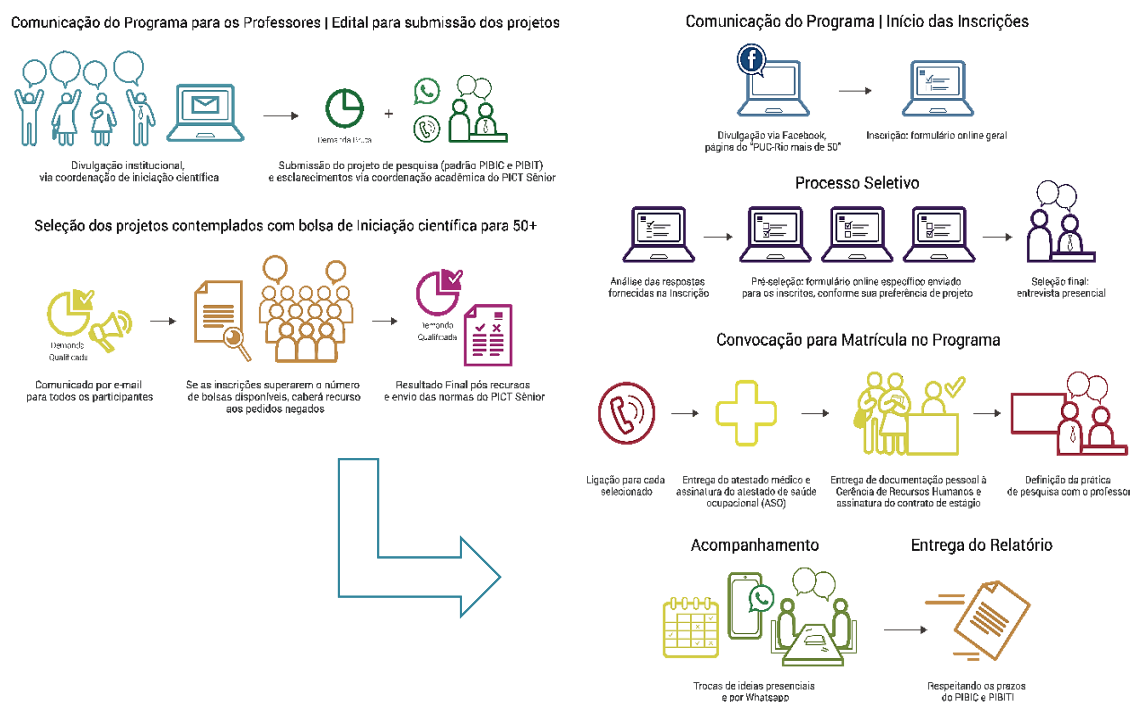 Comunicação do Programa para os Professores | Edital para submissão dos projetos
Demanda Bruta
+
Divulgação institucional,
via coordenação de iniciação científica
Submissão do projeto de pesquisa (padrão PIBIC e PIBIT)
e esclarecimentos via coordenação acadêmica do PICT Sênior
Seleção dos projetos contemplados com bolsa de Iniciação científica para 50+
Demanda
Qualificada
Demanda
Qualificada
Comunicado por e-mail
para todos os participantes
Se as inscrições superarem o número
de bolsas disponíveis, caberá recurso
aos pedidos negados
Resultado Final pós recursos
e envio das normas do PICT Sênior
Comunicação do Programa | Início das Inscrições
f
Divulgação via Facebook,
página do "PUC-Rio mais de 50"
Inscrição: formulário online geral
Processo Seletivo
Análise das respostas
fornecidas na Inscrição
Pré-seleção: formulário online específico enviado
para os inscritos, conforme sua preferência de projeto
Seleção final:
entrevista presencial
Convocação para Matrícula no Programa
Ligação para cada
selecionado
Entrega do atestado médico e
assinatura do atestado de saúde
ocupacional (ASO)
Entrega de documentação pessoal à
Gerência de Recursos Humanos e
assinatura do contrato de estágio
Definição da prática
de pesquisa com o professor
Acompanhamento
Trocas de ideias presenciais
e por Whatsapp
Entrega do Relatório
Respeitando os prazos
do PIBIC e PIBITI